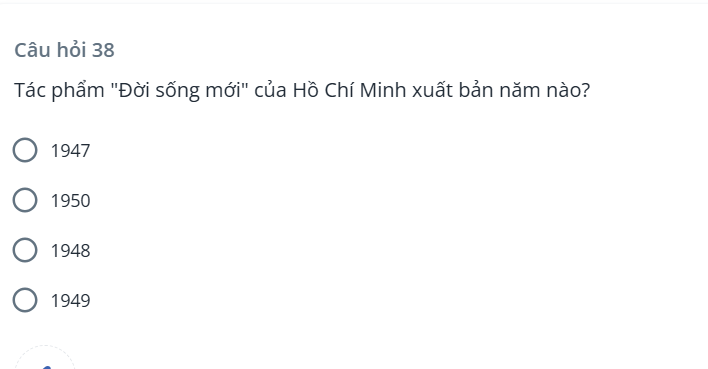 Câu hỏi 38
Tác phẩm "Đời sống mới" của Hồ Chí Minh xuất bản năm nào?
1947
1950
1948
1949